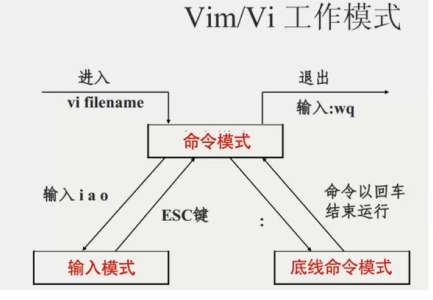 Vim/Vi 工作模式
进入
vi filename
退出
输入:wq
命令模式
输入 i a o
ESC键
:
命令以回车
结束运行
输入模式
底线命令模式